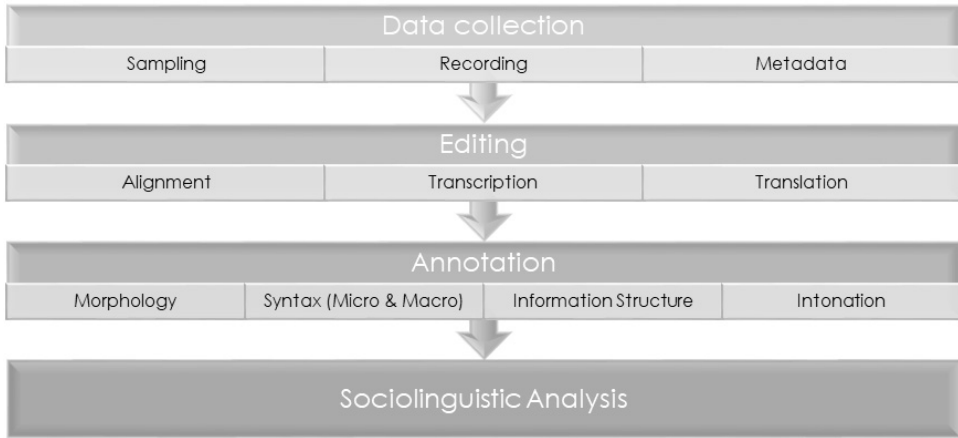 Data collection
Sampling Recording Metadata
Editing
Alignment Transcription Translation
Annotation
Morphology Syntax (Micro & Macro) Information Structure Intonation
Sociolinguistic Analysis